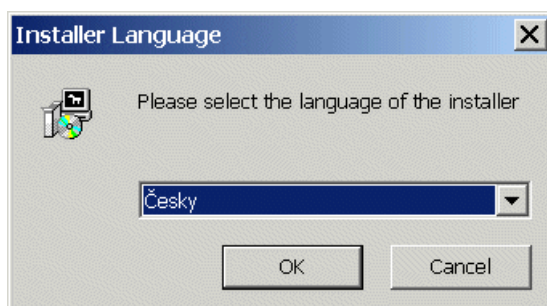 Installer Language
Please select the language of the installer
Česky
OK
Cancel